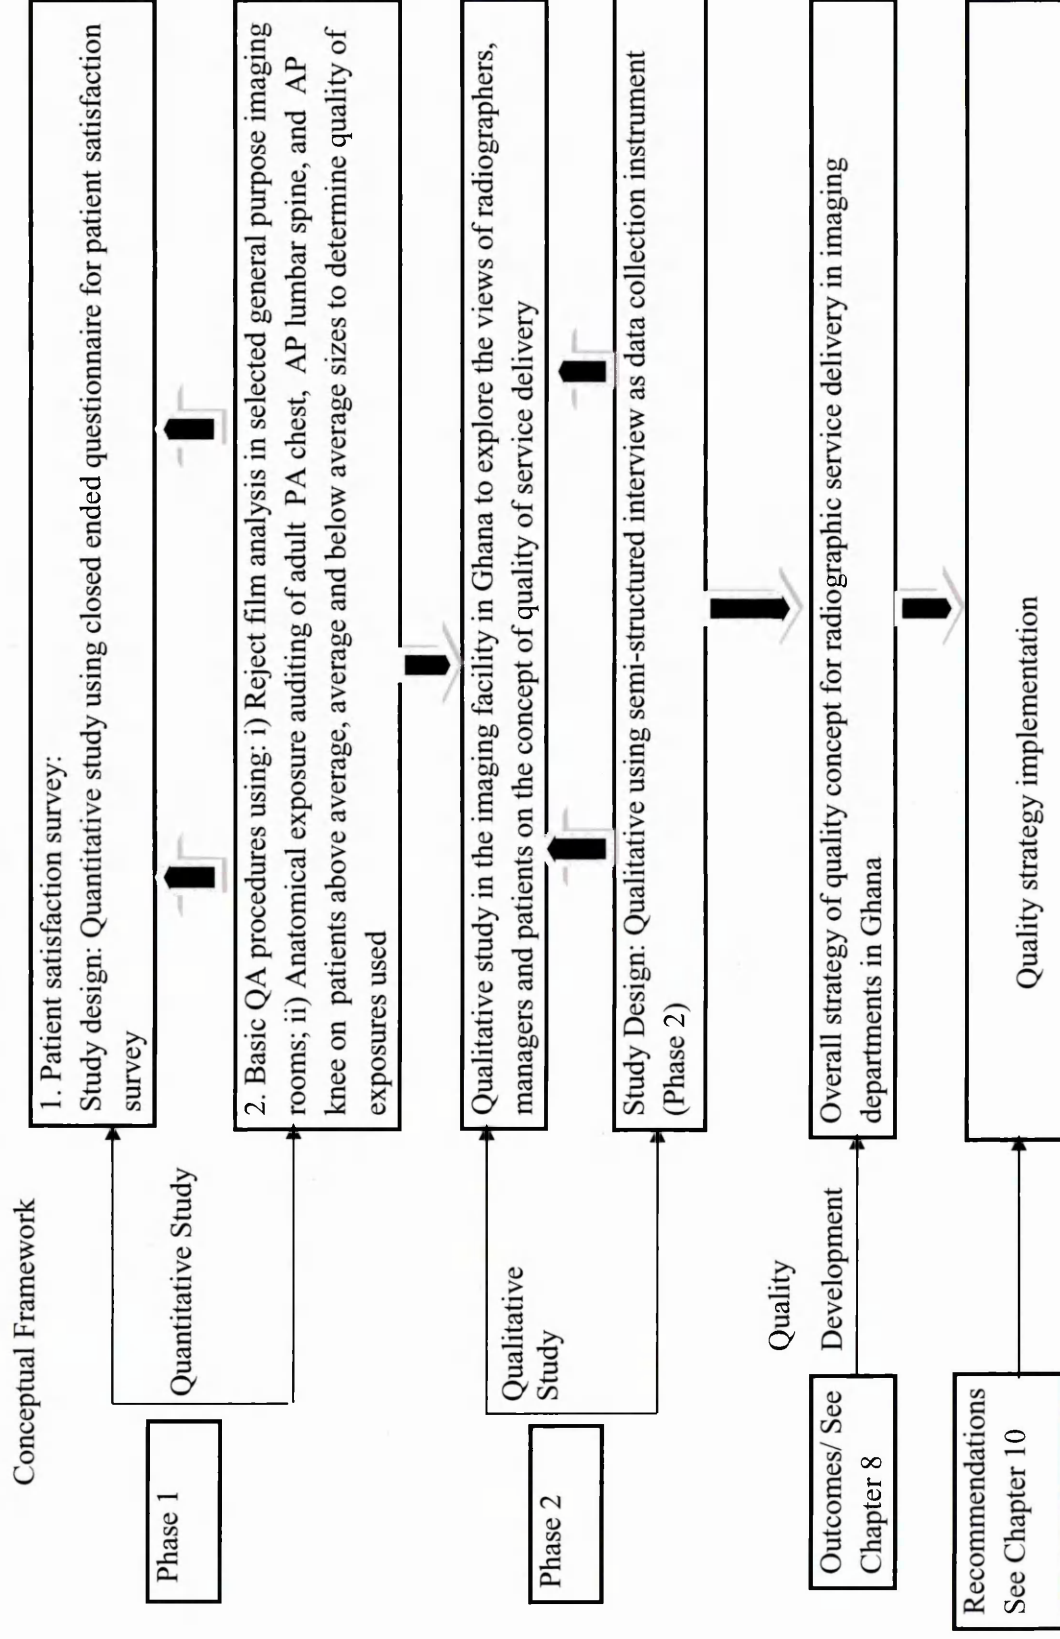 Conceptual Framework
Phase 1
Quantitative Study
1. Patient satisfaction survey:
Study design: Quantitative study using closed ended questionnaire for patient satisfaction
survey
2. Basic QA procedures using: i) Reject film analysis in selected general purpose imaging
rooms; ii) Anatomical exposure auditing of adult PA chest, AP lumbar spine, and AP
knee on patients above average, average and below average sizes to determine quality of
exposures used
Phase 2
Qualitative
Study
Qualitative study in the imaging facility in Ghana to explore the views of radiographers,
managers and patients on the concept of quality of service delivery
Study Design: Qualitative using semi-structured interview as data collection instrument
(Phase 2)
Outcomes/ See
Chapter 8
Quality
Development
Overall strategy of quality concept for radiographic service delivery in imaging
departments in Ghana
Recommendations
See Chapter 10
Quality strategy implementation